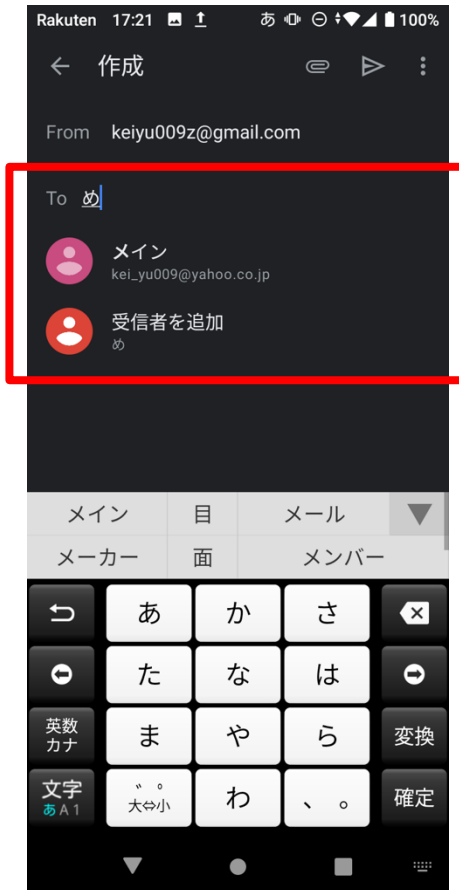 Rakuten 17:21 あ 100%
作成
From keiyu009z@gmail.com
To め
メイン
kei_yu009@yahoo.co.jp
受信者を追加
め
メイン 目 メール
メーカー 面 メンバー
あ か さ
た な は
英数
カナ
ま や ら 変換
文字
あA1
゛゜
大⇔小
わ 、。 確定